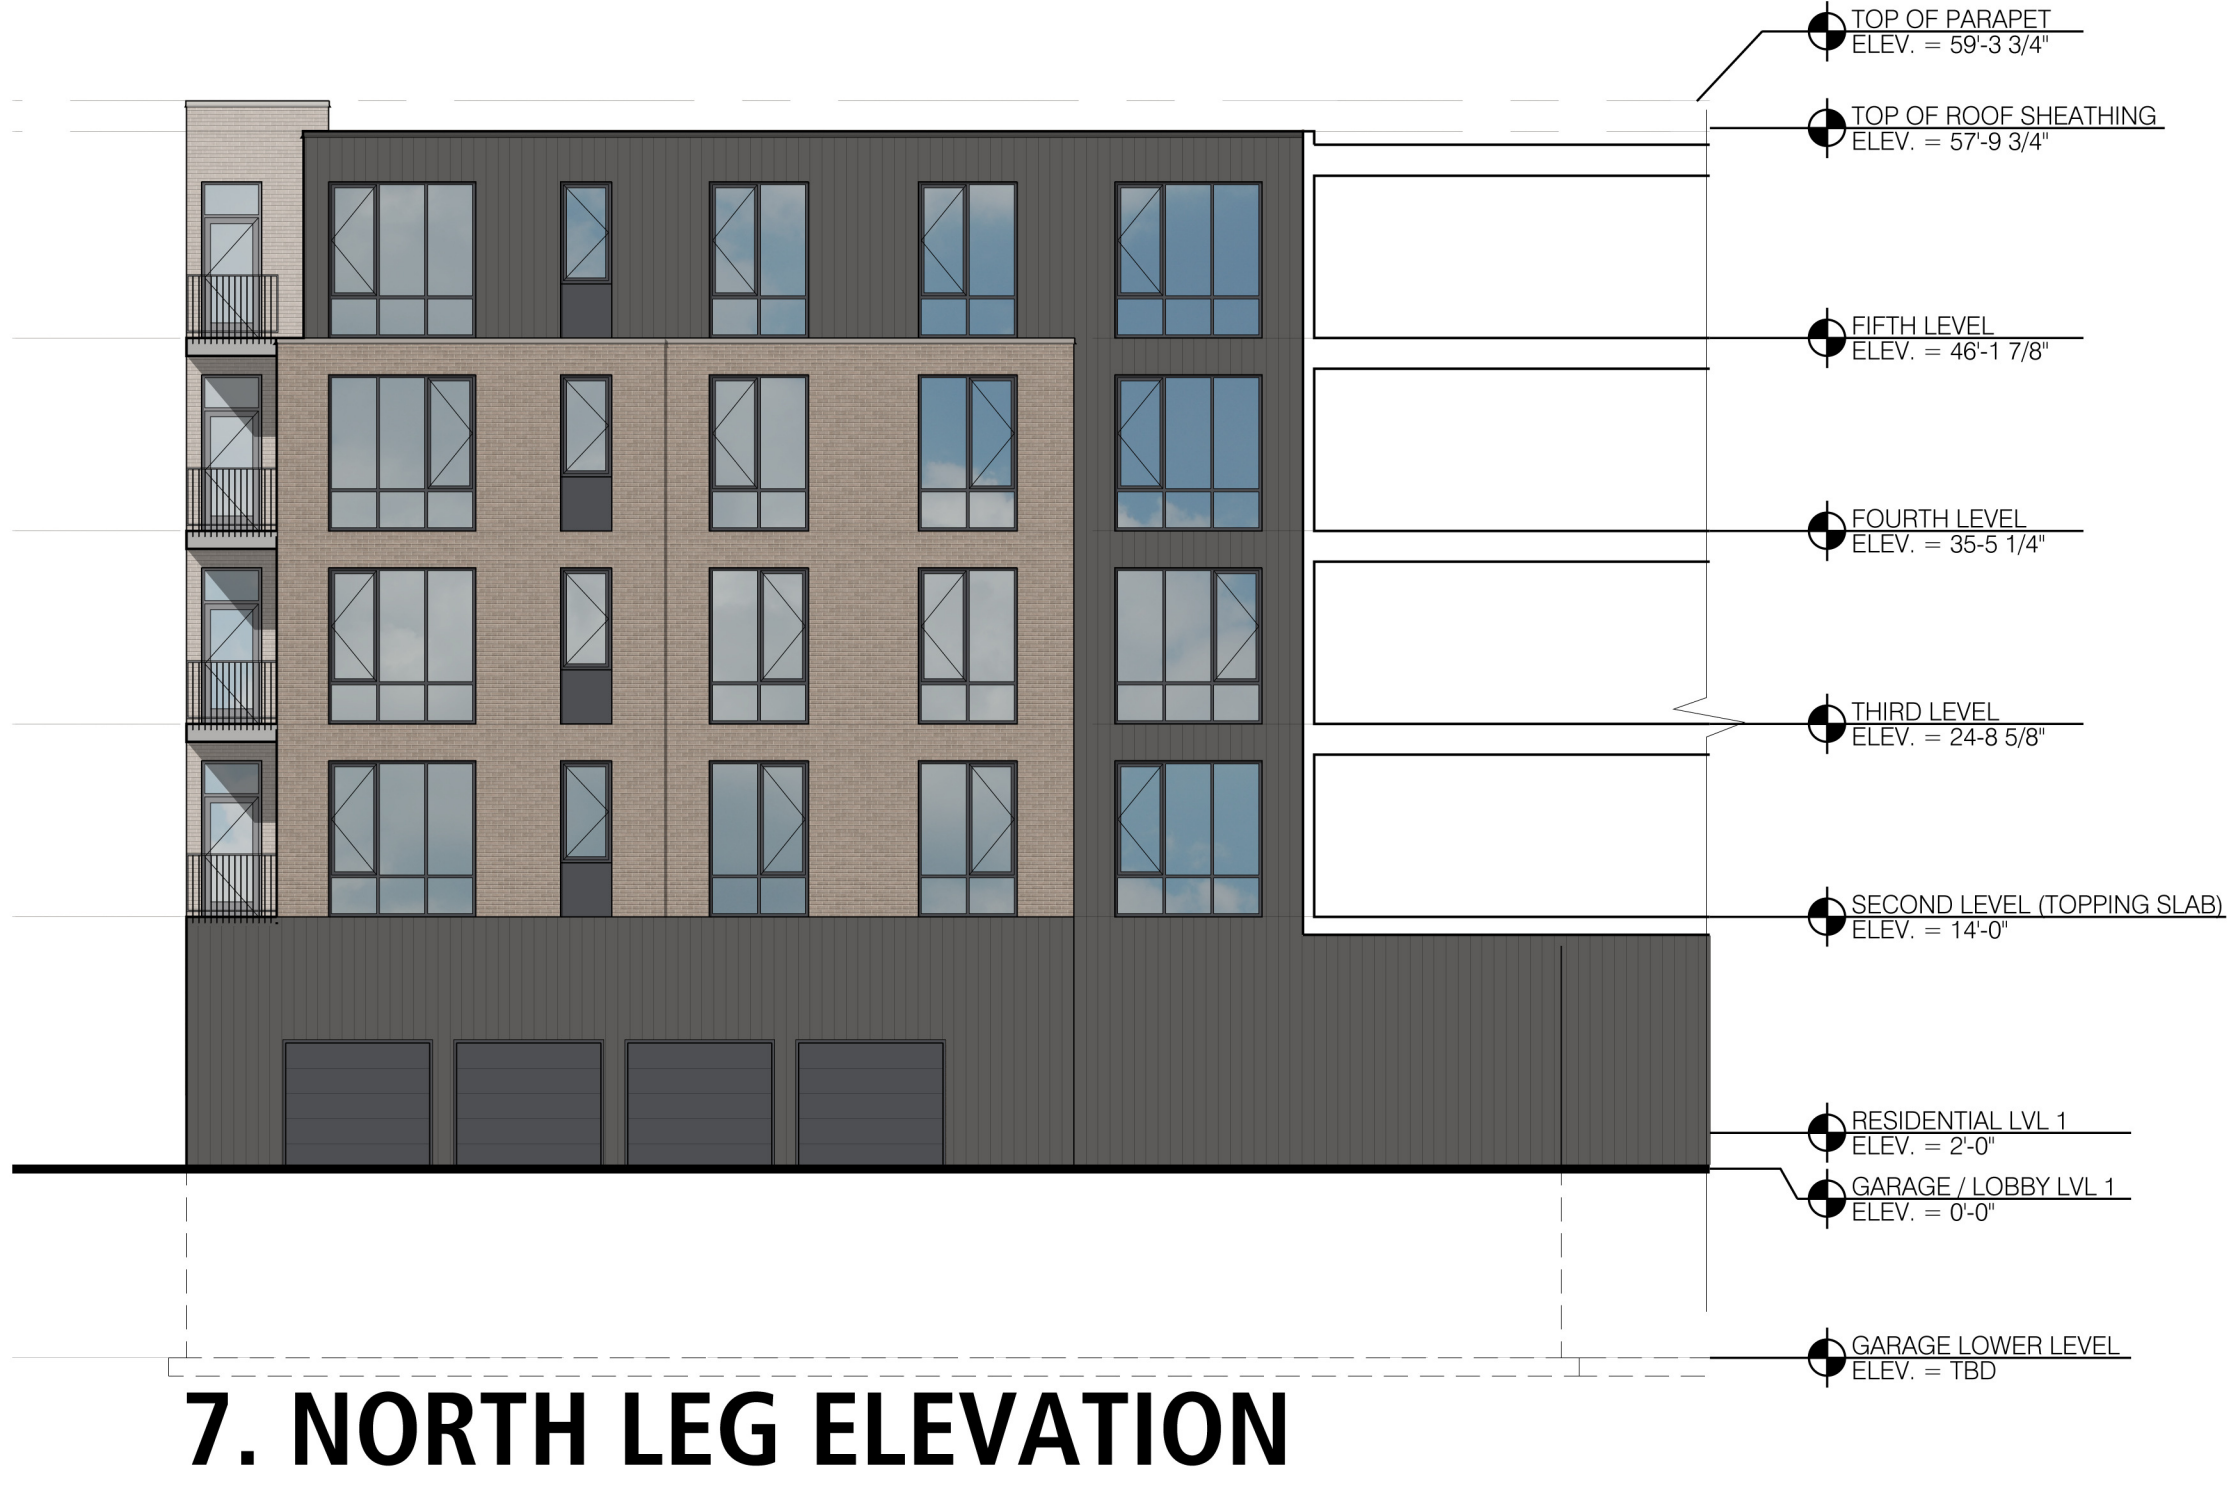 TOP OF PARAPET
ELEV. = 59'-3 3/4"
TOP OF ROOF SHEATHING
ELEV. = 57'-9 3/4"
FIFTH LEVEL
ELEV. = 46'-1 7/8"
FOURTH LEVEL
ELEV. = 35-5 1/4"
THIRD LEVEL
ELEV. = 24-8 5/8"
SECOND LEVEL (TOPPING SLAB)
ELEV. = 14'-0"
RESIDENTIAL LVL 1
ELEV. = 2'-0"
GARAGE / LOBBY LVL 1
ELEV. = 0'-0"
GARAGE LOWER LEVEL
ELEV. = TBD
7. NORTH LEG ELEVATION